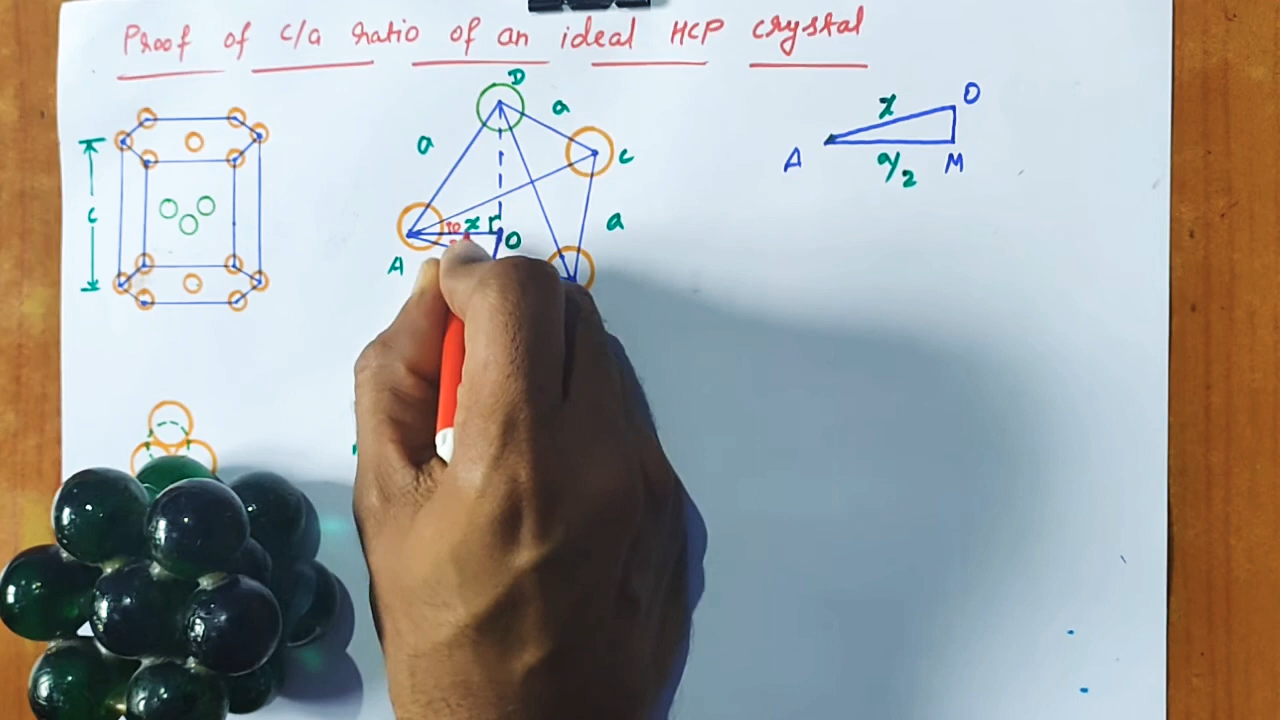 Proof of c/a ratio of an ideal HCP crystal
D
a
a
C
c
x
O
A
a
A
x
O
a/2
M